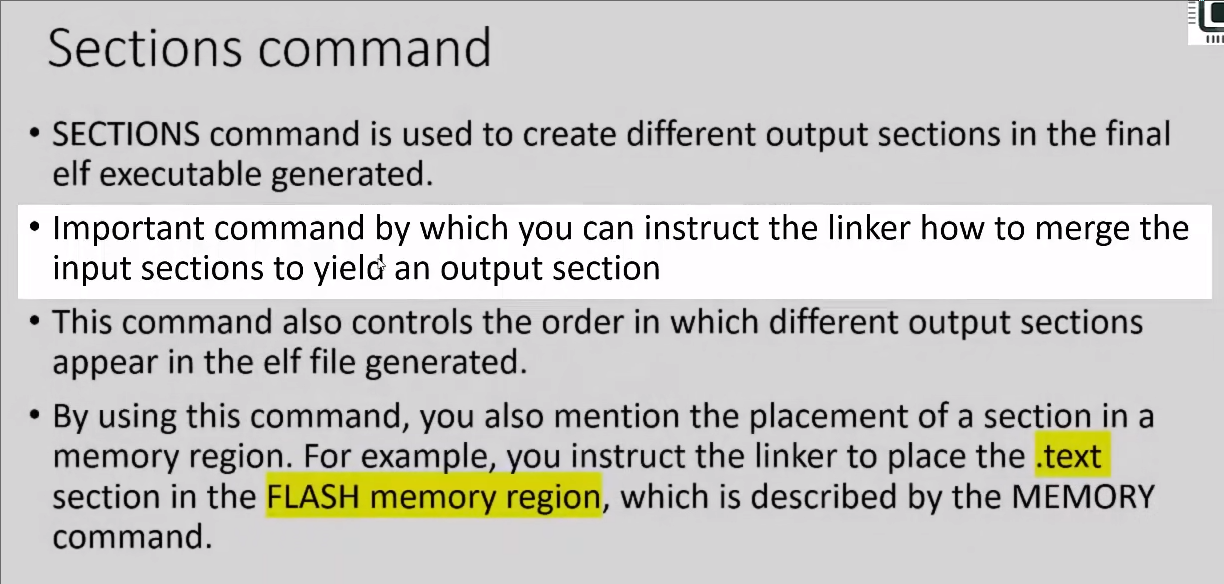 Sections command
• SECTIONS command is used to create different output sections in the final
elf executable generated.
• Important command by which you can instruct the linker how to merge the
input sections to yield an output section
• This command also controls the order in which different output sections
appear in the elf file generated.
• By using this command, you also mention the placement of a section in a
memory region. For example, you instruct the linker to place the .text
section in the FLASH memory region, which is described by the MEMORY
command.